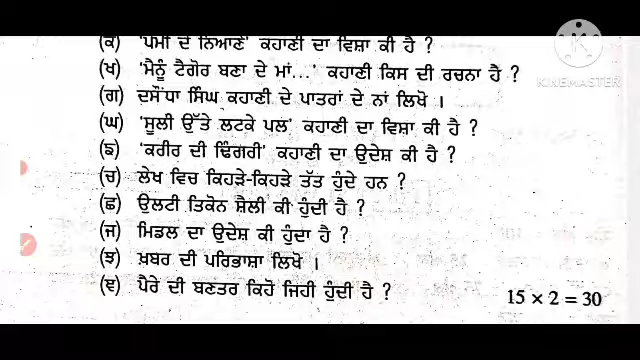 (ਕ) 'ਪੇਮੀ ਦੇ ਨਿਆਣੇ' ਕਹਾਣੀ ਦਾ ਵਿਸ਼ਾ ਕੀ ਹੈ ?
(ਖ) 'ਮੈਨੂੰ ਟੈਗੋਰ ਬਣਾ ਦੇ ਮਾਂ...' ਕਹਾਣੀ ਕਿਸ ਦੀ ਰਚਨਾ ਹੈ ?
(ਗ) ਦਸੌਂਧਾ ਸਿੰਘ ਕਹਾਣੀ ਦੇ ਪਾਤਰਾਂ ਦੇ ਨਾਂ ਲਿਖੋ ।
(ਘ) 'ਸੂਲੀ ਉੱਤੇ ਲਟਕੇ ਪਲ' ਕਹਾਣੀ ਦਾ ਵਿਸ਼ਾ ਕੀ ਹੈ ?
(ਙ) 'ਕਰੀਰ ਦੀ ਢਿੰਗਰੀ' ਕਹਾਣੀ ਦਾ ਉਦੇਸ਼ ਕੀ ਹੈ ?
(ਚ) ਲੇਖ ਵਿਚ ਕਿਹੜੇ-ਕਿਹੜੇ ਤੱਤ ਹੁੰਦੇ ਹਨ ?
(ਛ) ਉਲਟੀ ਤਿਕੋਨ ਸ਼ੈਲੀ ਕੀ ਹੁੰਦੀ ਹੈ ?
(ਜ) ਮਿਡਲ ਦਾ ਉਦੇਸ਼ ਕੀ ਹੁੰਦਾ ਹੈ ?
(ਝ) ਖ਼ਬਰ ਦੀ ਪਰਿਭਾਸ਼ਾ ਲਿਖੋ ।
(ਞ) ਪੈਰੇ ਦੀ ਬਣਤਰ ਕਿਹੋ ਜਿਹੀ ਹੁੰਦੀ ਹੈ ?
15 × 2 = 30
KINEMASTER